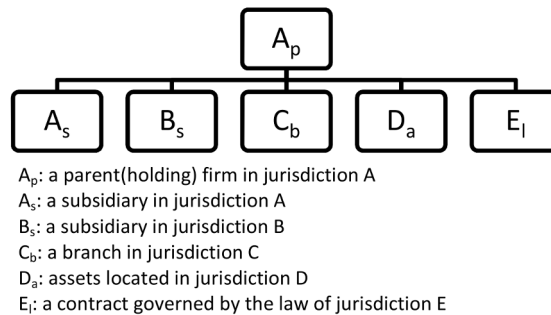 Ap
As Bs Cb Da El
Ap: a parent(holding) firm in jurisdiction A
As: a subsidiary in jurisdiction A
Bs: a subsidiary in jurisdiction B
Cb: a branch in jurisdiction C
Da: assets located in jurisdiction D
El: a contract governed by the law of jurisdiction E